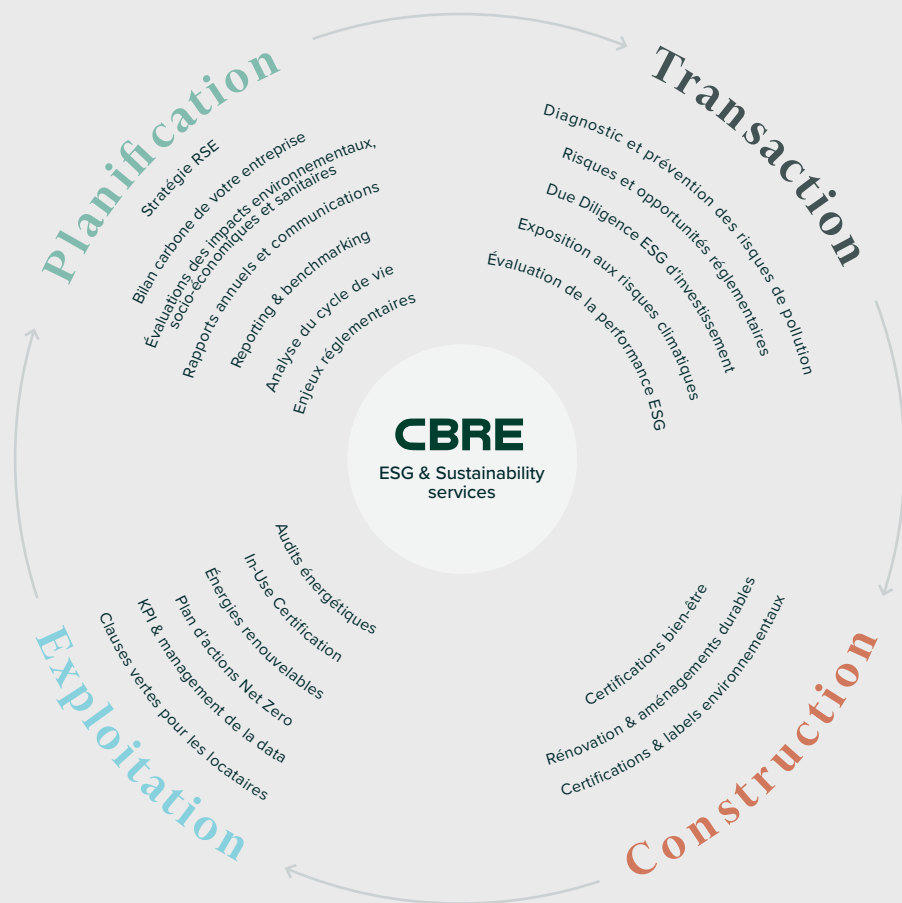 Planification
Stratégie RSE
Bilan carbone de votre entreprise
Évaluations des impacts environnementaux,
socio-économiques et sanitaires
Rapports annuels et communications
Reporting & benchmarking
Analyse du cycle de vie
Enjeux réglementaires
Transaction
Diagnostic et prévention des risques de pollution
Risques et opportunités réglementaires
Due Diligence ESG d'investissement
Exposition aux risques climatiques
Évaluation de la performance ESG
CBRE
ESG & Sustainability
services
Construction
Certifications bien-être
Rénovation & aménagements durables
Certifications & labels environnementaux
Exploitation
Audits énergétiques
In-Use Certification
Énergies renouvelables
Plan d'actions Net Zero
KPI & management de la data
Clauses vertes pour les locataires